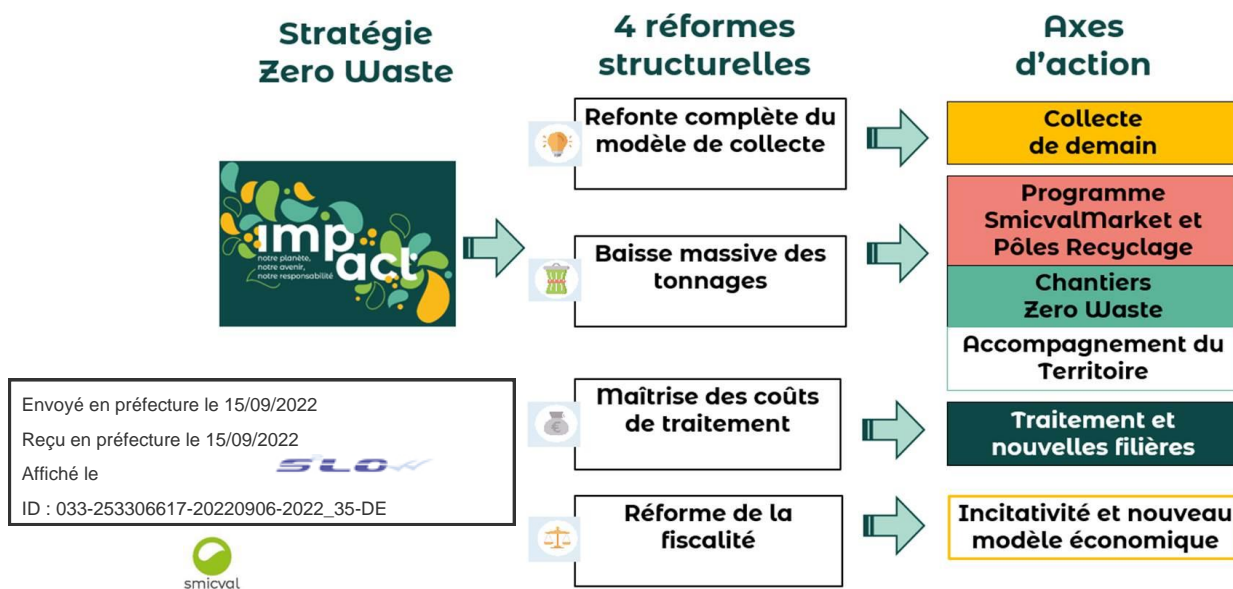 Stratégie
Zero Waste
4 réformes
structurelles
Axes
d'action
impact
notre planète,
notre avenir,
notre responsabilité
Refonte complète du
modèle de collecte
Collecte
de demain
Baisse massive des
tonnages
Programme
SmicvalMarket et
Pôles Recyclage
Chantiers
Zero Waste
Accompagnement du
Territoire
Maîtrise des coûts
de traitement
Traitement et
nouvelles filières
Réforme de la
fiscalité
Incitativité et nouveau
modèle économique
Envoyé en préfecture le 15/09/2022
Reçu en préfecture le 15/09/2022
Affiché le
S²LOW
ID : 033-253306617-20220906-2022_35-DE
smicval